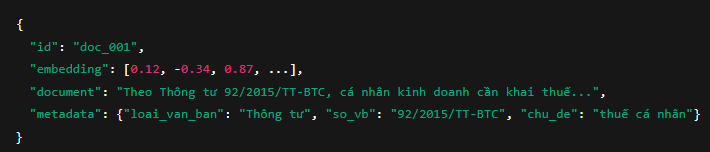 {
"id": "doc_001",
"embedding": [0.12, -0.34, 0.87, ...],
"document": "Theo Thông tư 92/2015/TT-BTC, cá nhân kinh doanh cần khai thuế...",
"metadata": {"loai_van_ban": "Thông tư", "so_vb": "92/2015/TT-BTC", "chu_de": "thuế cá nhân"}
}